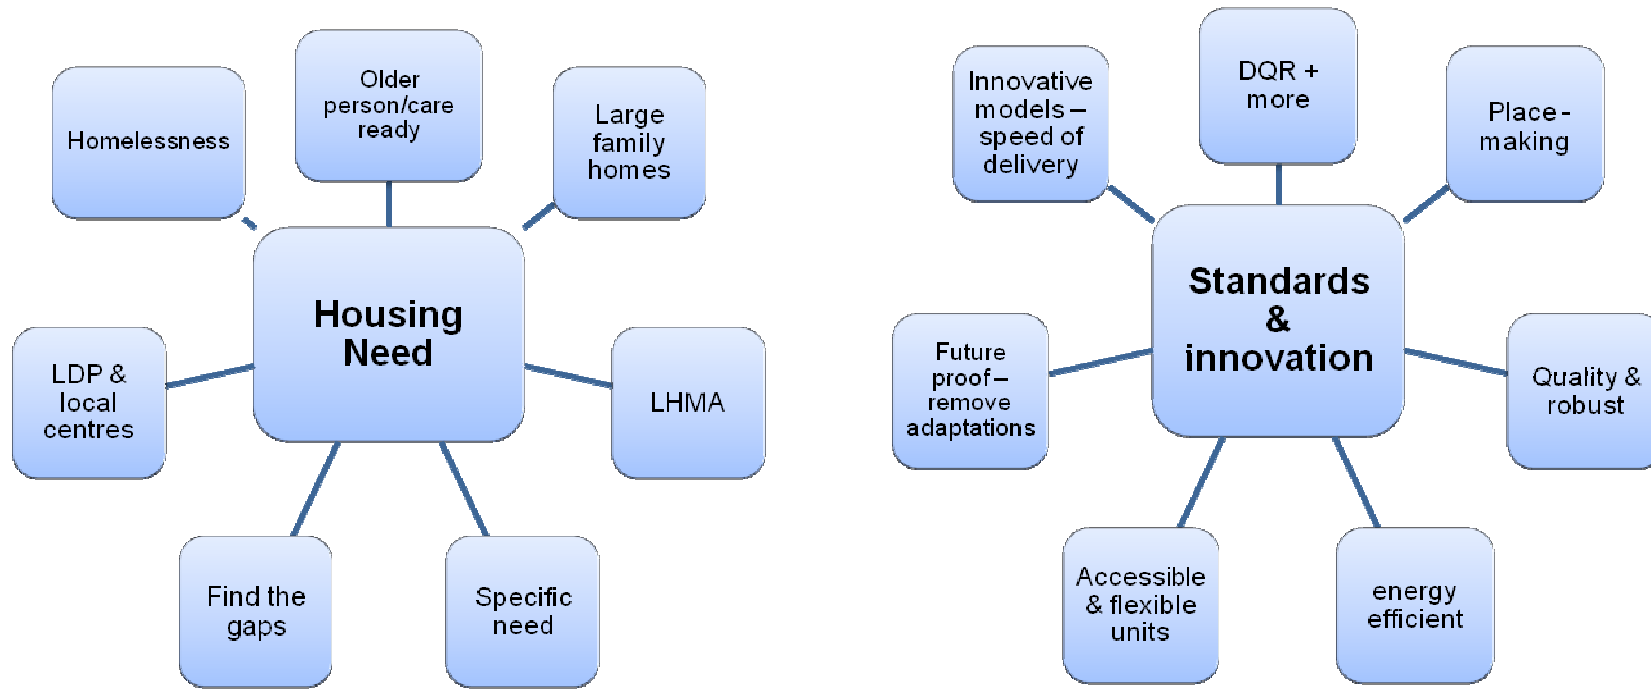 Older
person/care
ready
Large
family
homes
LHMA
Specific
need
Find the
gaps
LDP &
local
centres
Homelessness
Housing
Need
DQR +
more
Place -
making
Quality &
robust
energy
efficient
Accessible
& flexible
units
Future
proof –
remove
adaptations
Innovative
models –
speed of
delivery
Standards
&
innovation